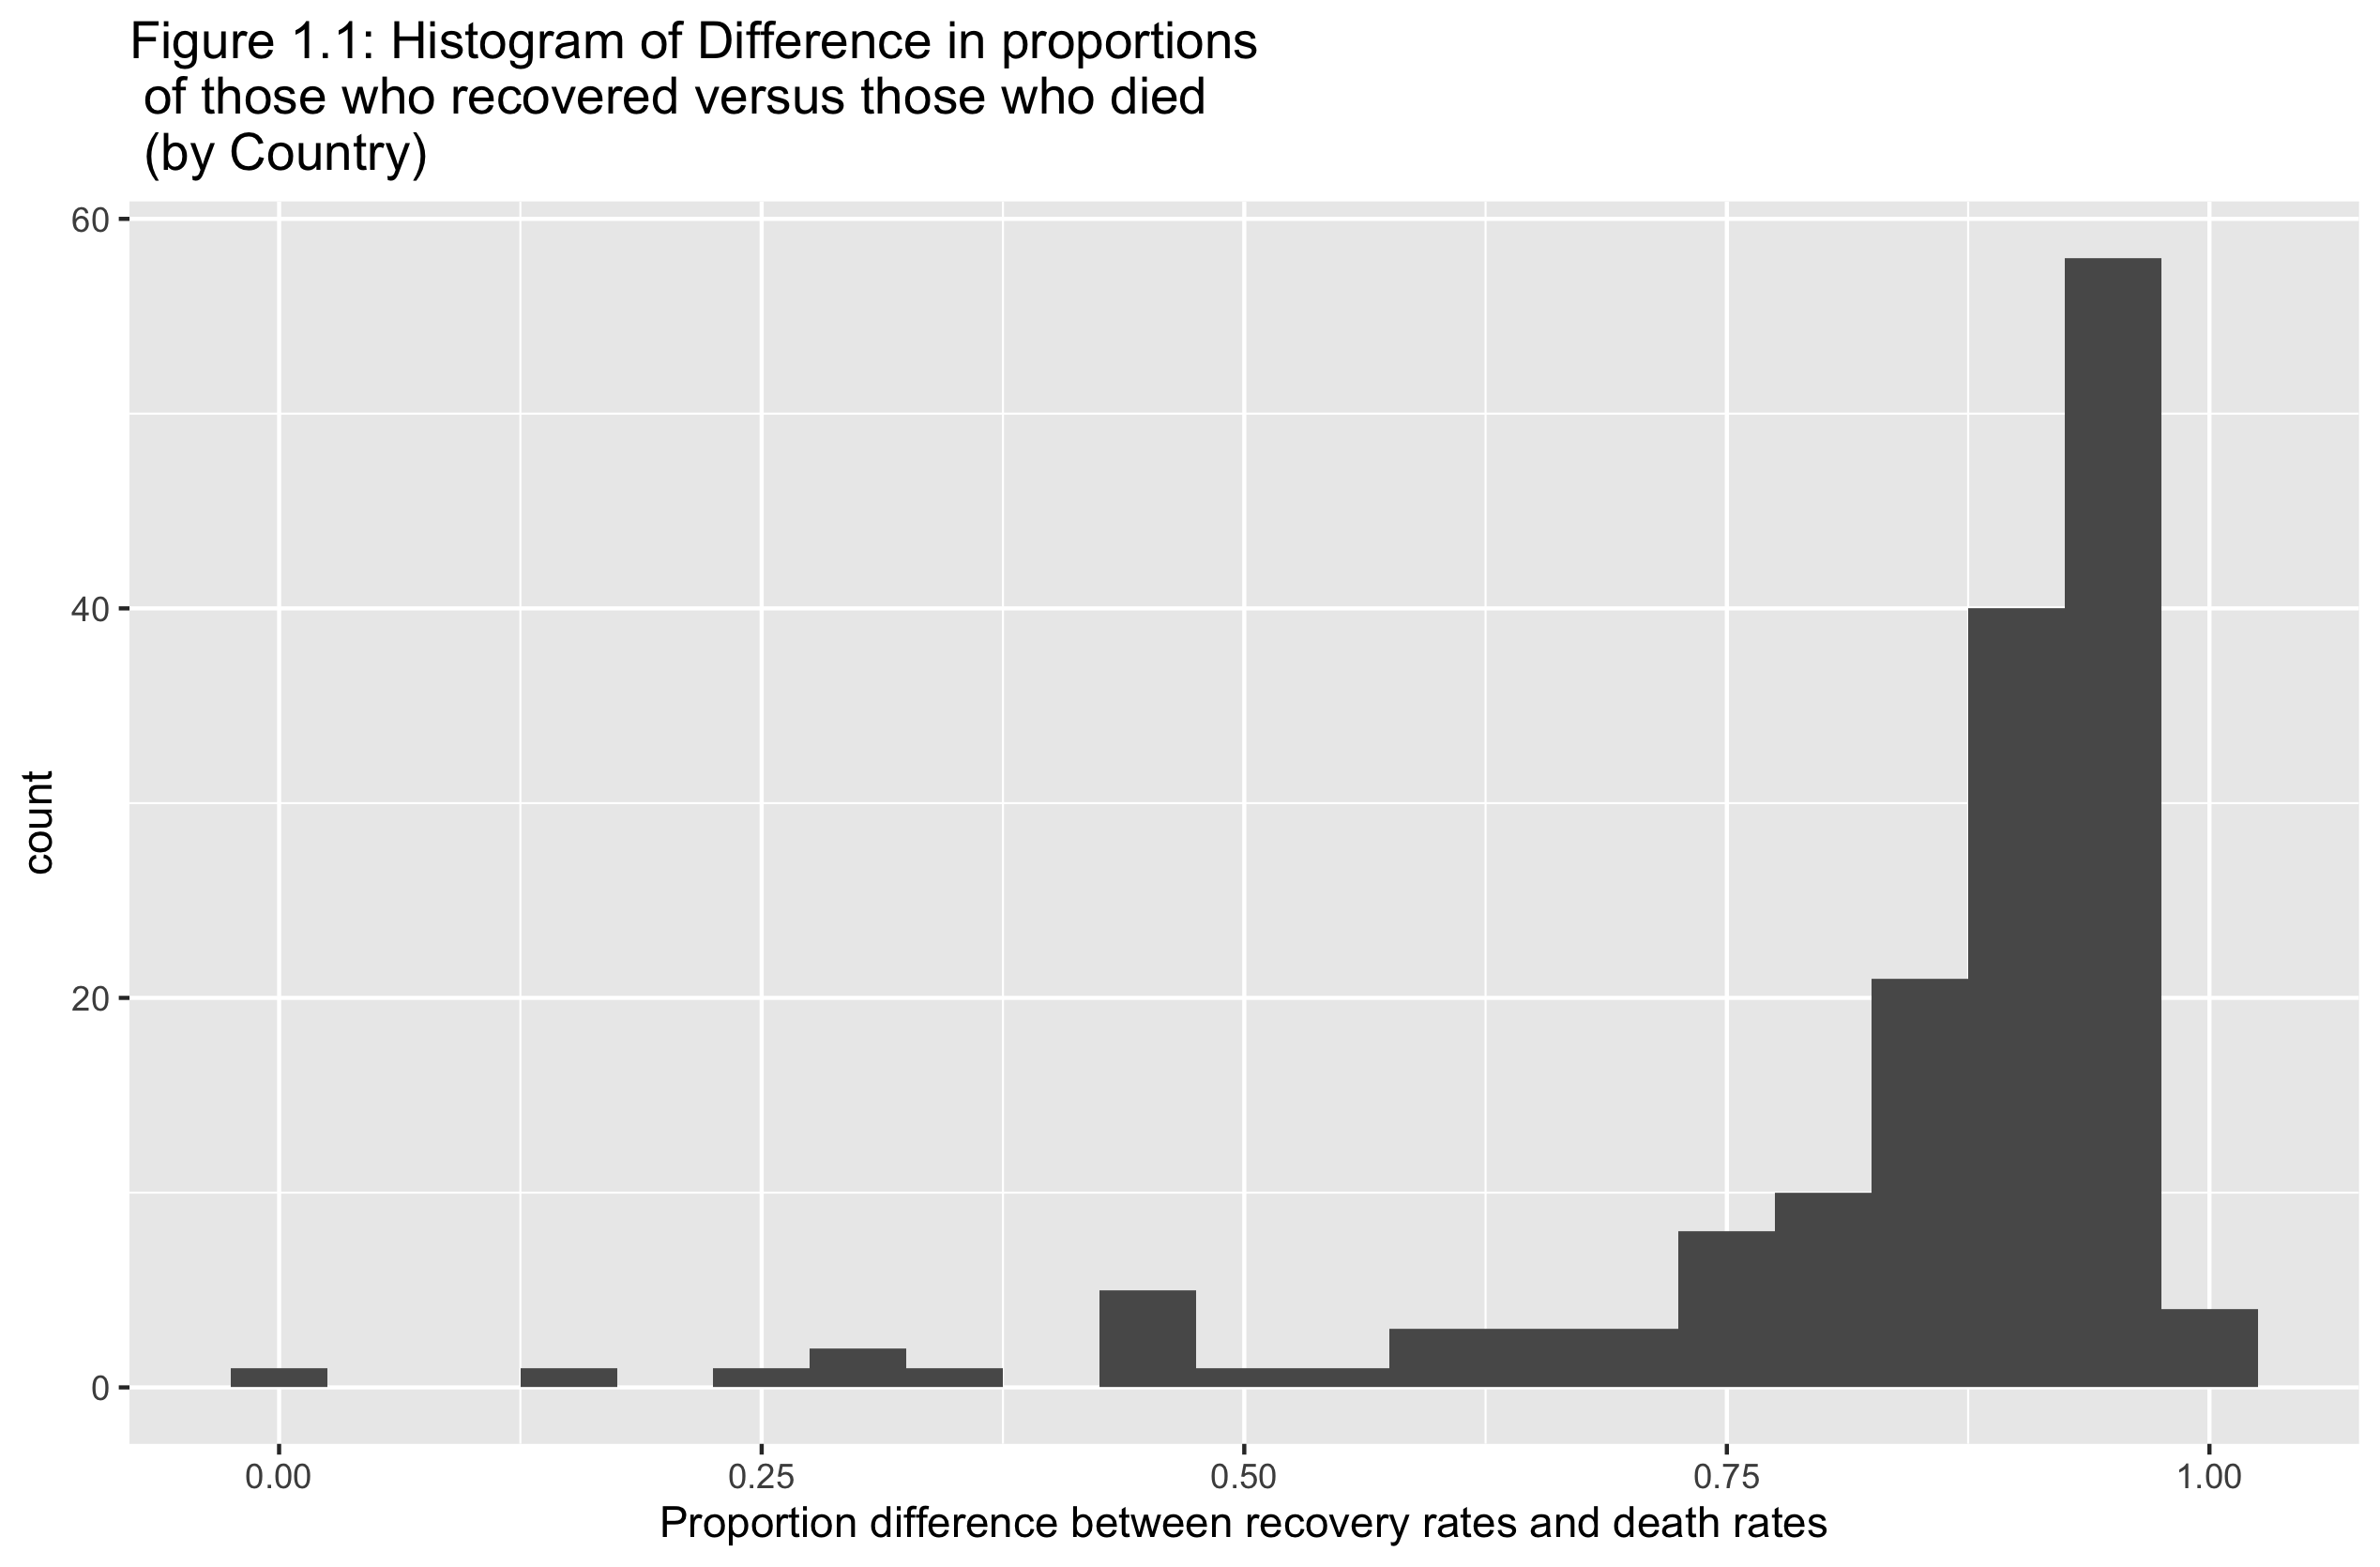 Figure 1.1: Histogram of Difference in proportions
of those who recovered versus those who died
(by Country)
60
40
20
0
count
0.00 0.25 0.50 0.75 1.00
Proportion difference between recovery rates and death rates